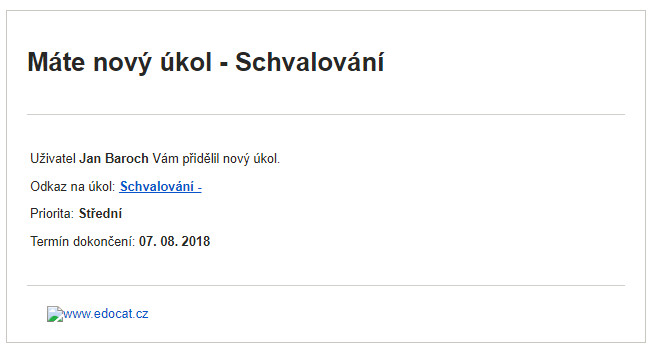 Máte nový úkol - Schvalování
Uživatel Jan Baroch Vám přidělil nový úkol.
Odkaz na úkol: Schvalování -
Priorita: Střední
Termín dokončení: 07. 08. 2018
www.edocat.cz